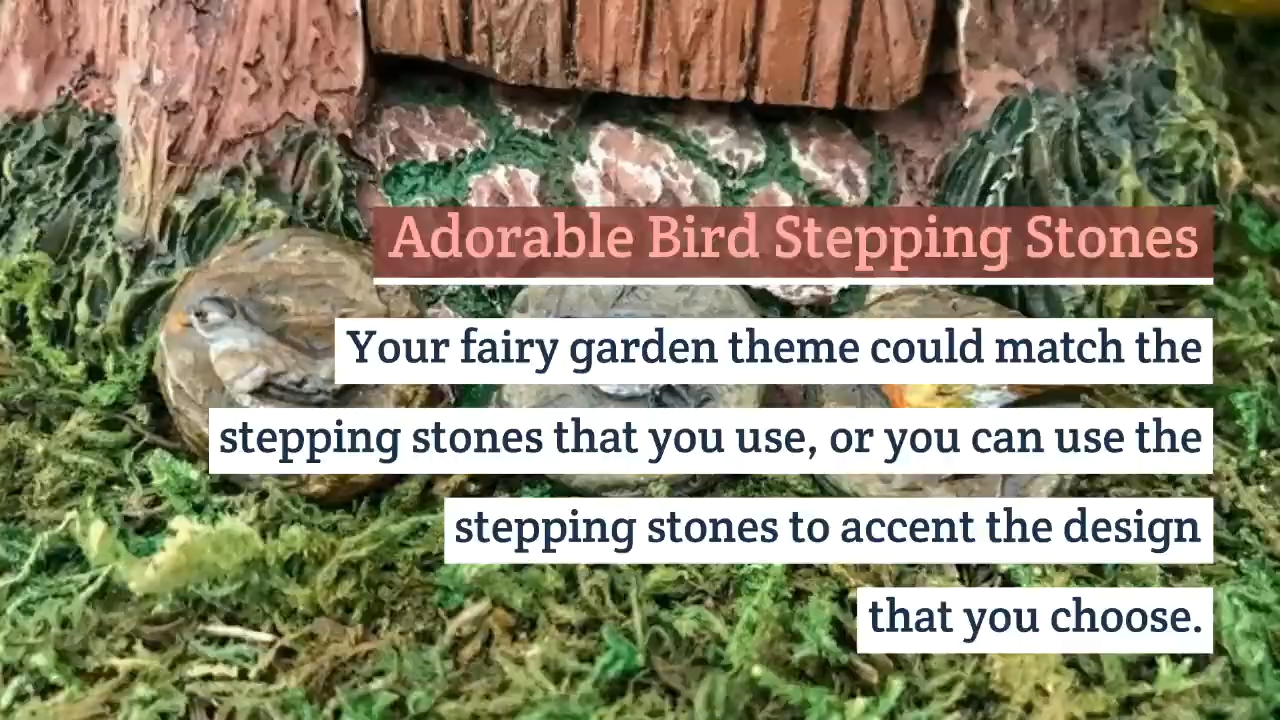 Adorable Bird Stepping Stones
Your fairy garden theme could match the
stepping stones that you use, or you can use the
stepping stones to accent the design
that you choose.